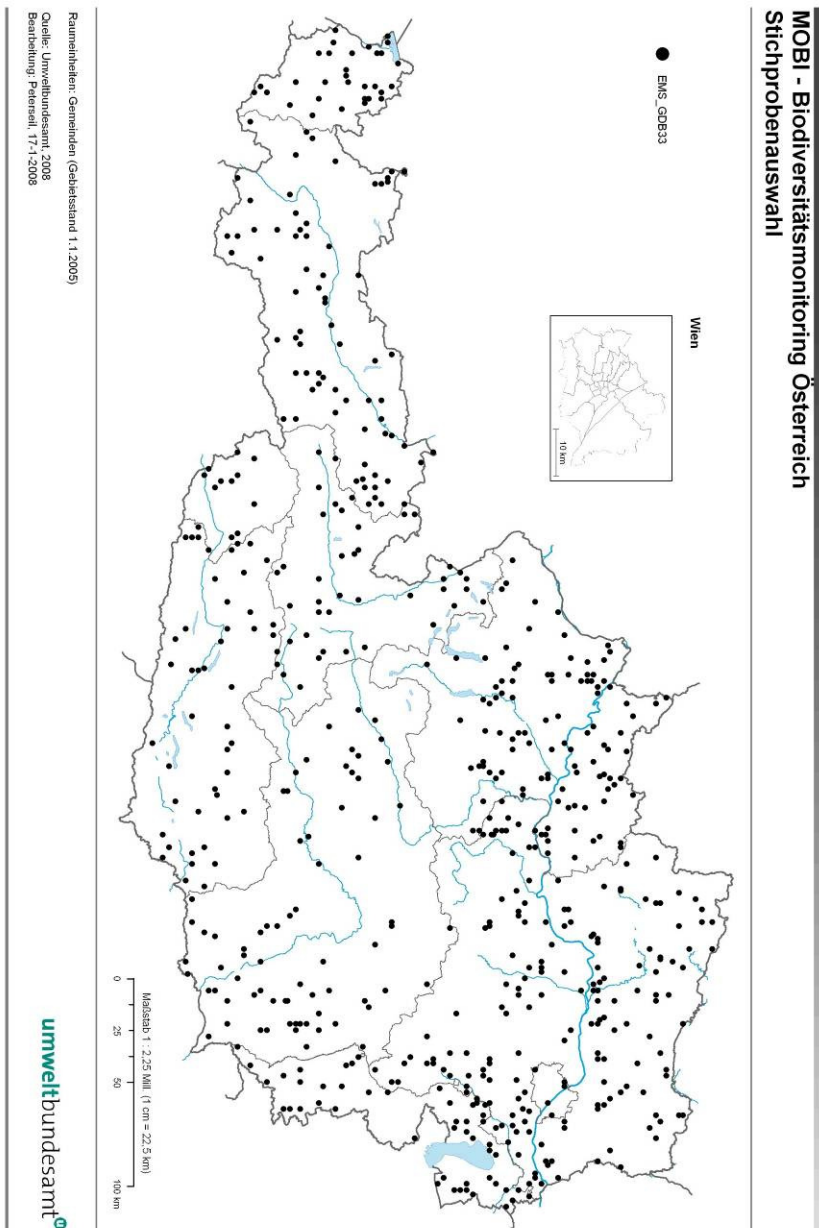 MOBI - Biodiversitätsmonitoring Österreich
Stichprobenauswahl
EMS_GDB33
Wien
10 km
Maßstab 1 : 2,25 Mill. (1 cm = 22,5 km)
0 25 50 100 km
Raumeinheiten: Gemeinden (Gebietsstand 1.1.2005)
Quelle: Umweltbundesamt, 2008
Bearbeitung: Peterseil, 17-1-2008
umweltbundesamt